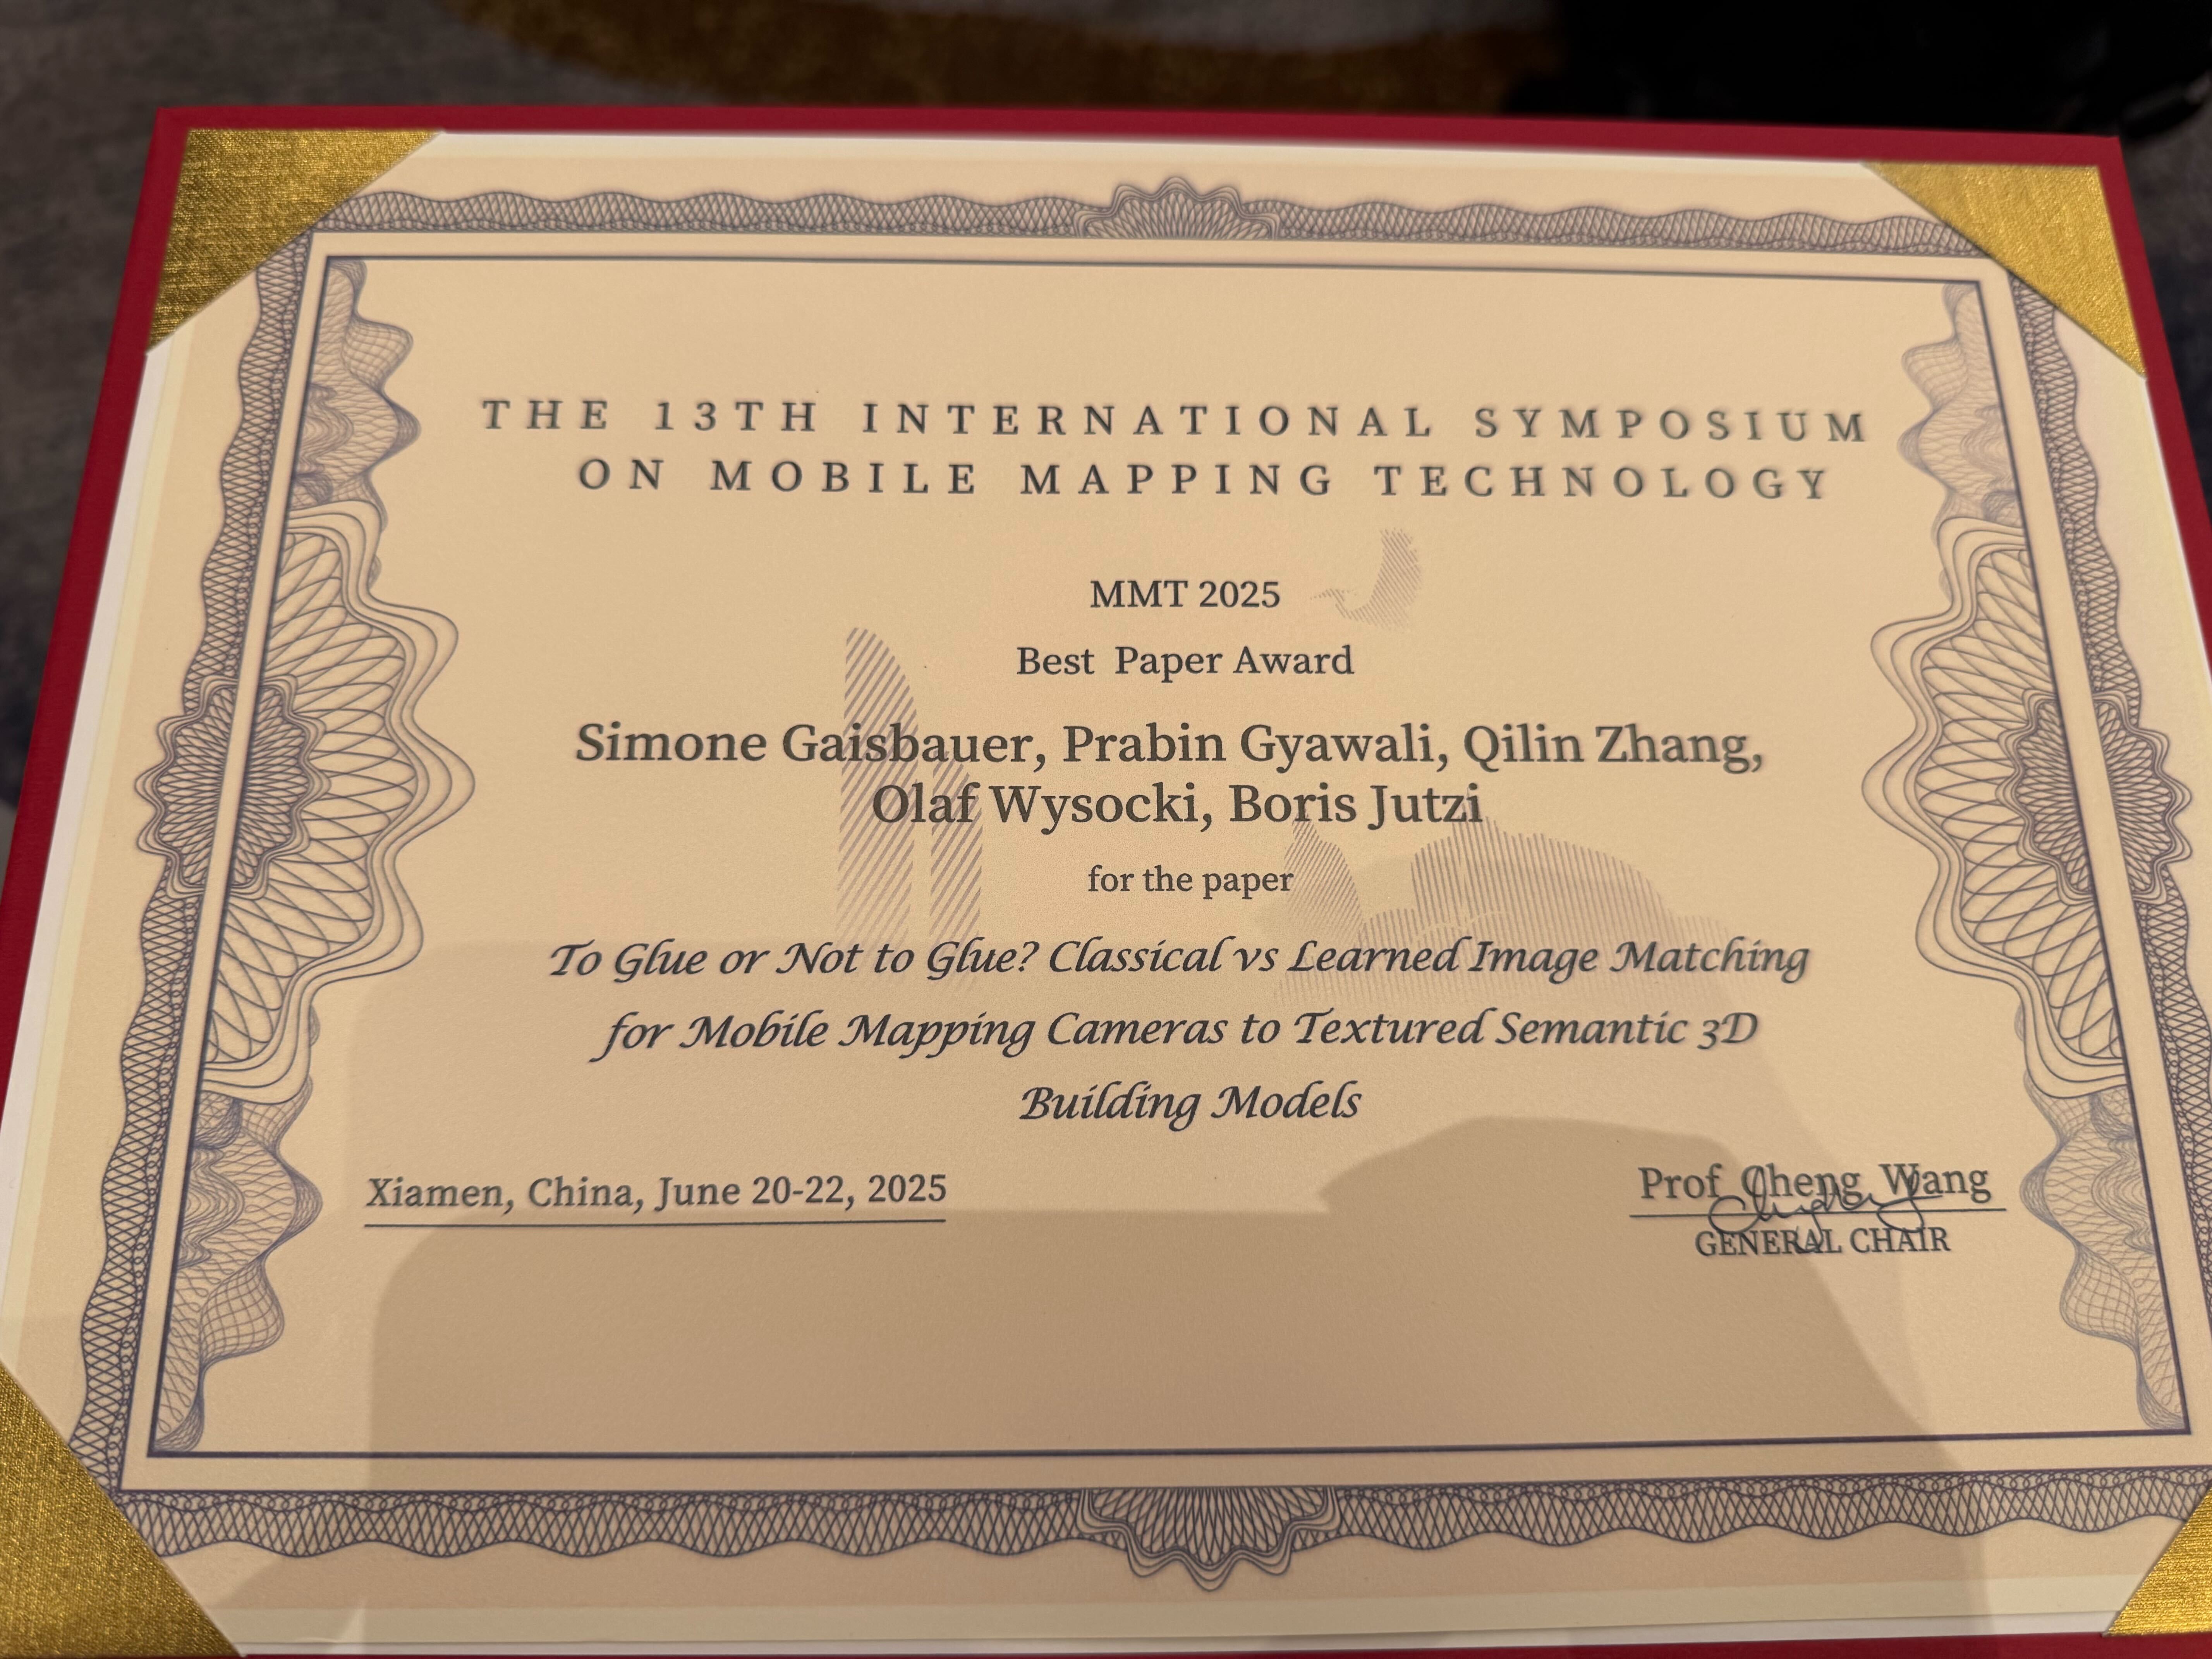 THE 13TH INTERNATIONAL SYMPOSIUM
ON MOBILE MAPPING TECHNOLOGY
MMT 2025
Best Paper Award
Simone Gaisbauer, Prabin Gyawali, Qilin Zhang,
Olaf Wysocki, Boris Jutzi
for the paper
To Glue or Not to Glue? Classical vs Learned Image Matching
for Mobile Mapping Cameras to Textured Semantic 3D
Building Models
Xiamen, China, June 20-22, 2025
Prof Cheng Wang
GENERAL CHAIR